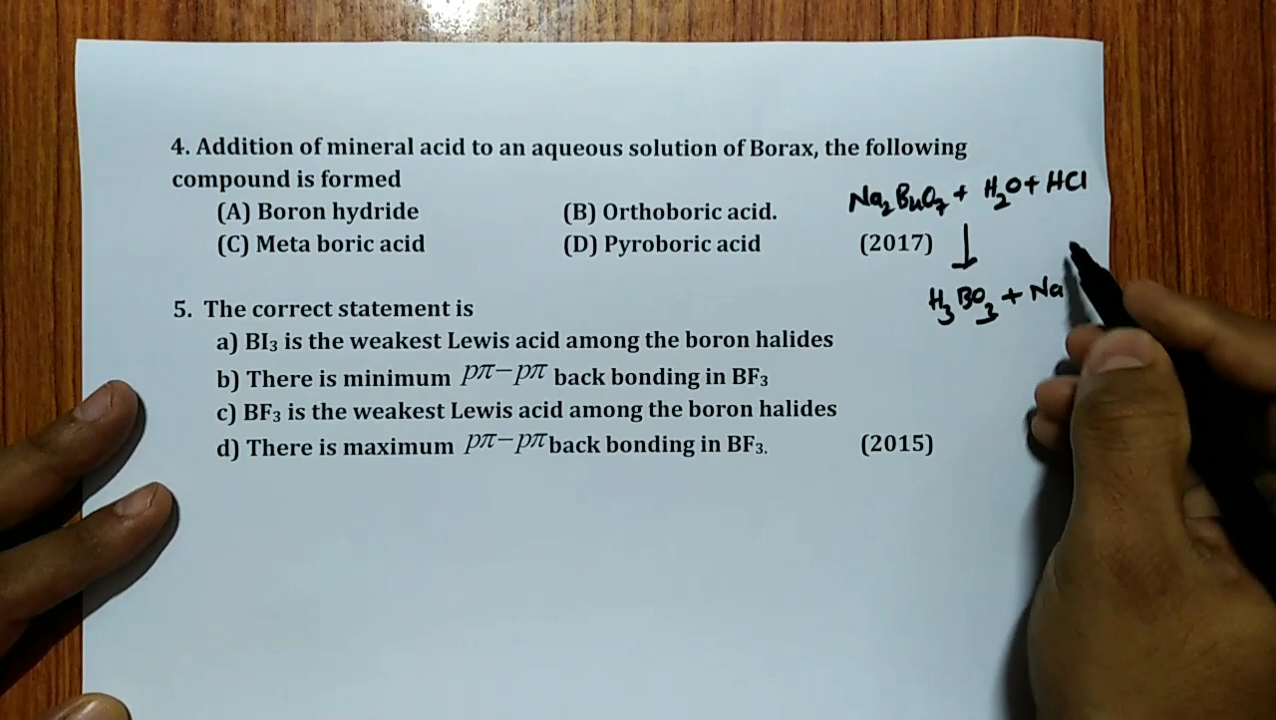 4. Addition of mineral acid to an aqueous solution of Borax, the following
compound is formed
(A) Boron hydride (B) Orthoboric acid.
(C) Meta boric acid (D) Pyroboric acid (2017)
Na₂B₄O₇ + H₂O + HCl
↓
H₃BO₃ + Na
5. The correct statement is
a) BI₃ is the weakest Lewis acid among the boron halides
b) There is minimum pπ−pπ back bonding in BF₃
c) BF₃ is the weakest Lewis acid among the boron halides
d) There is maximum pπ−pπ back bonding in BF₃. (2015)